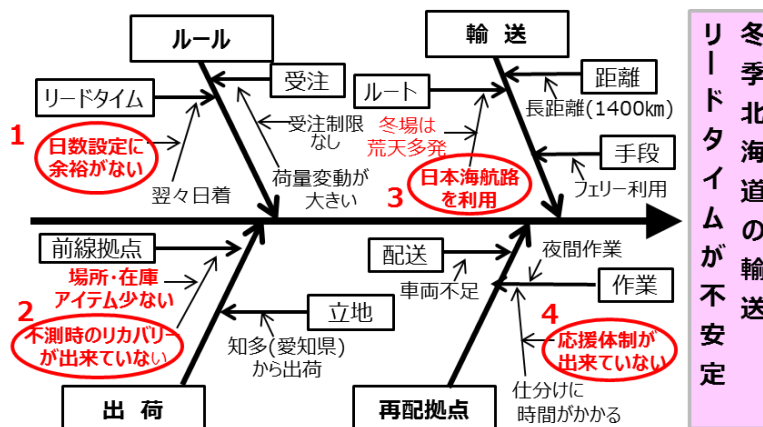 ルール
輸 送
冬季北海道の輸送
リードタイムが不安定
受注
リードタイム
1
日数設定に
余裕がない
翌々日着
受注制限
なし
荷量変動が
大きい
距離
ルート
長距離(1400km)
冬場は
荒天多発
3
日本海航路
を利用
手段
フェリー利用
前線拠点
場所・在庫
アイテム少ない
2
不測時のリカバリー
が出来ていない
立地
知多(愛知県)
から出荷
配送
車両不足
夜間作業
作業
4
応援体制が
出来ていない
仕分けに
時間がかかる
出 荷
再配拠点